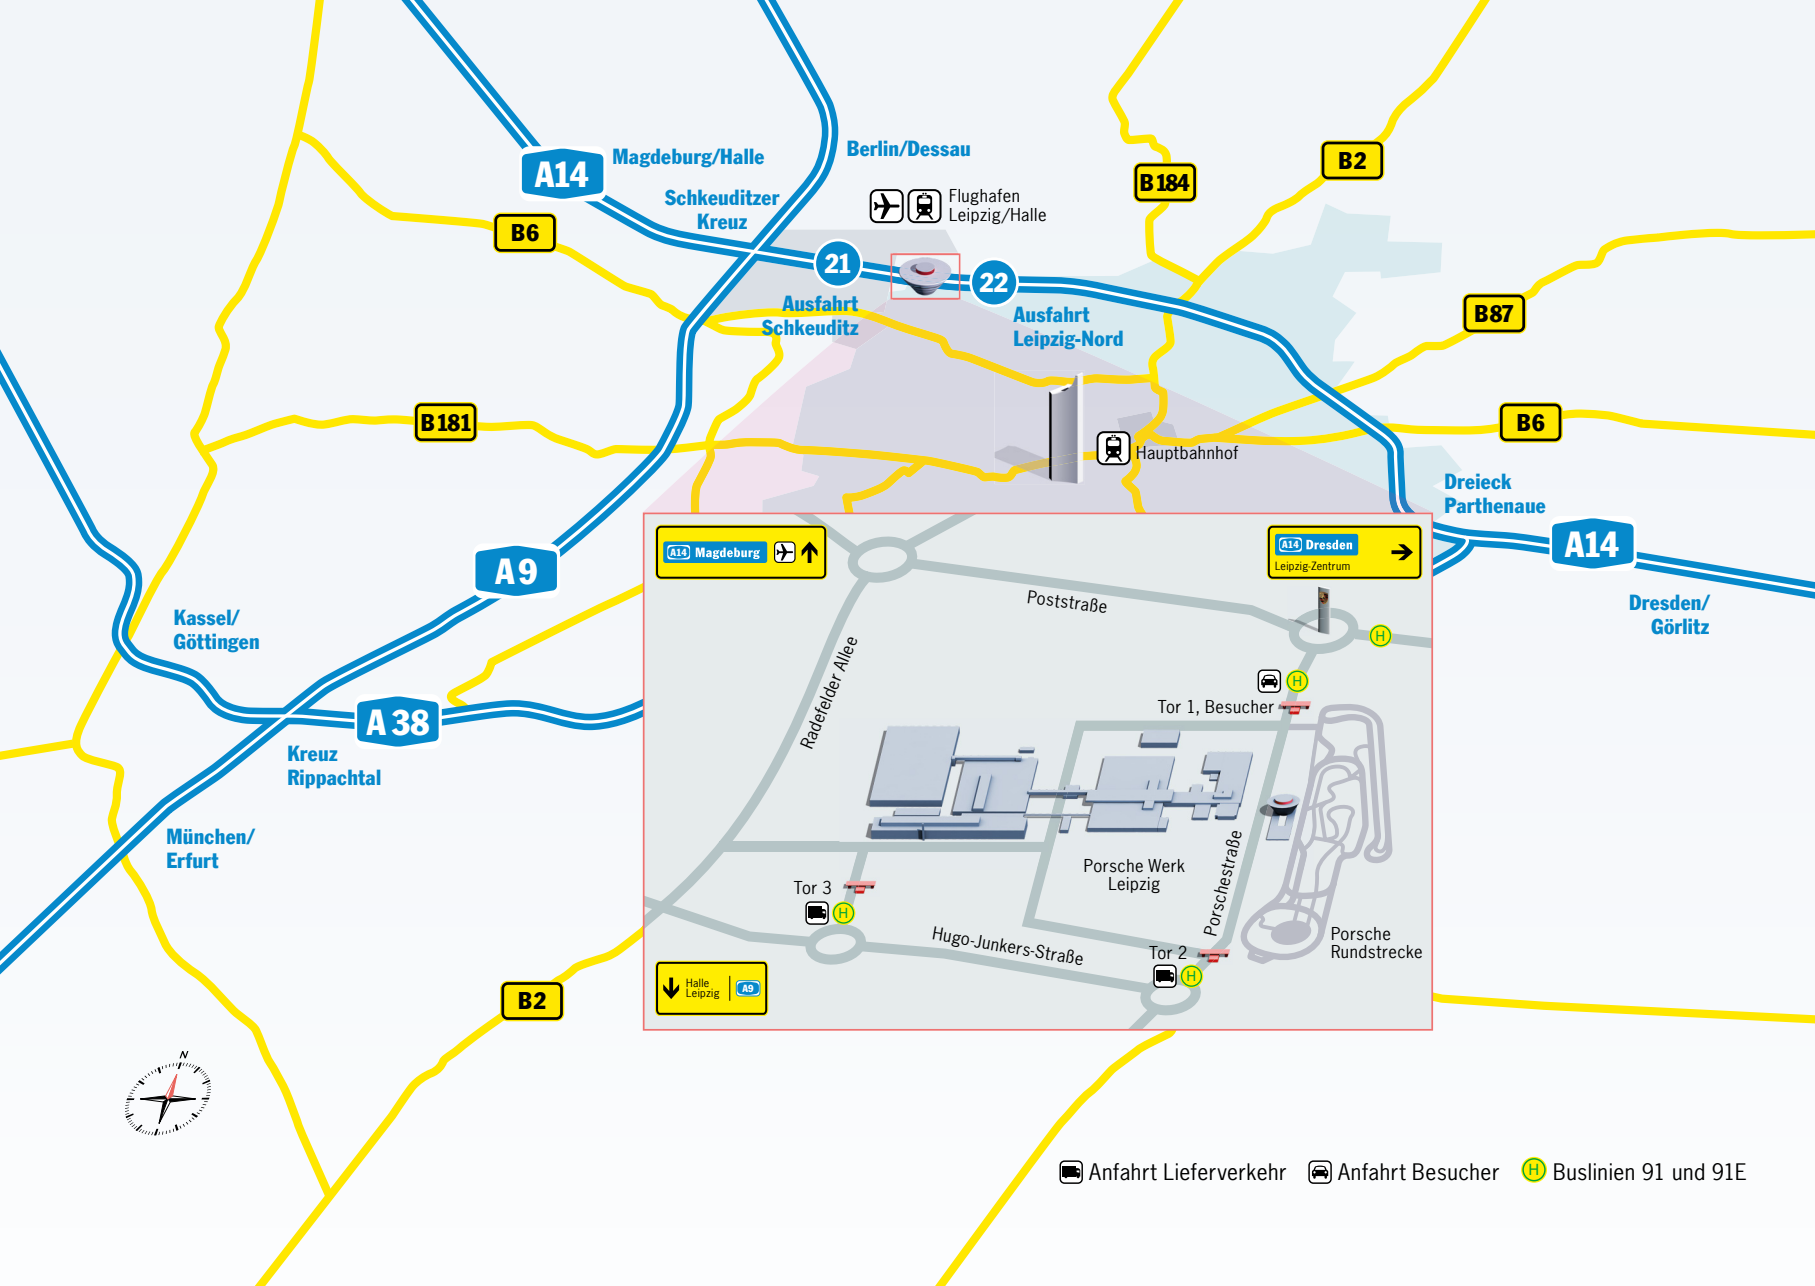 A14
Magdeburg/Halle
Berlin/Dessau
Schkeuditzer
Kreuz
Flughafen
Leipzig/Halle
B184
B2
B6
21
22
Ausfahrt
Schkeuditz
Ausfahrt
Leipzig-Nord
B87
B181
B6
Hauptbahnhof
Dreieck
Parthenaue
A14
A9
Dresden/
Görlitz
Kassel/
Göttingen
A38
Kreuz
Rippachtal
München/
Erfurt
B2
N
A14 Magdeburg
A14 Dresden
Leipzig-Zentrum
Poststraße
H
Radefelder Allee
H
Tor 1, Besucher
Porsche Werk
Leipzig
Porschestraße
Tor 3
H
Hugo-Junkers-Straße
Tor 2
H
Porsche
Rundstrecke
Halle
Leipzig
A9
Anfahrt Lieferverkehr
Anfahrt Besucher
H Buslinien 91 und 91E